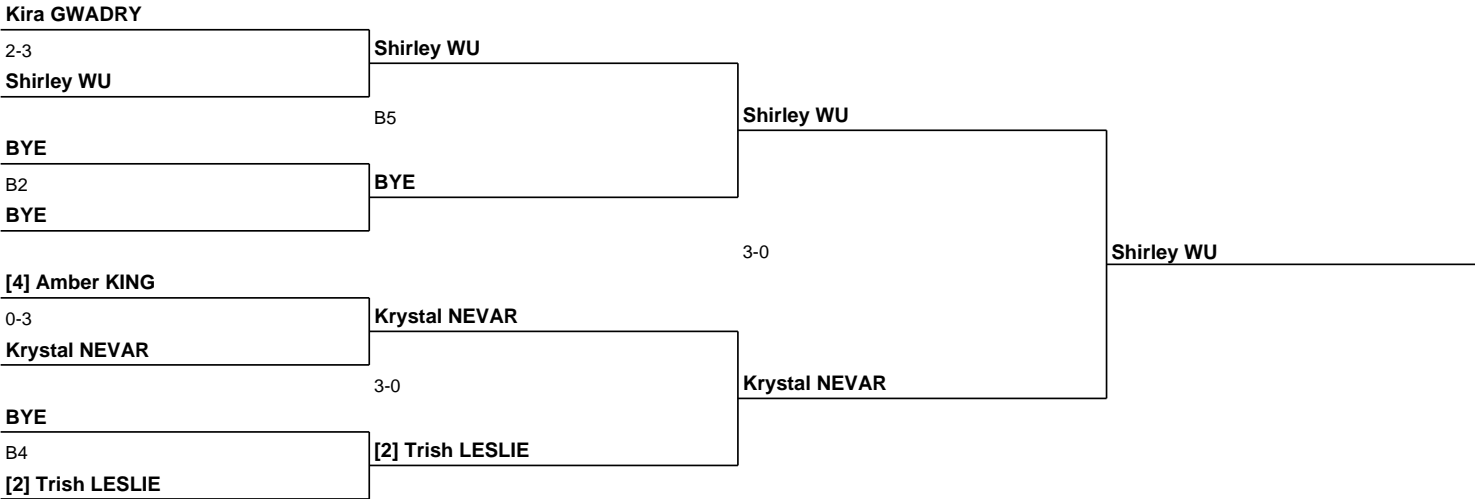 Kira GWADRY
2-3
Shirley WU
Shirley WU
B5
Shirley WU
BYE
B2
BYE
BYE
3-0
Shirley WU
[4] Amber KING
0-3
Krystal NEVAR
Krystal NEVAR
3-0
Krystal NEVAR
BYE
B4
[2] Trish LESLIE
[2] Trish LESLIE